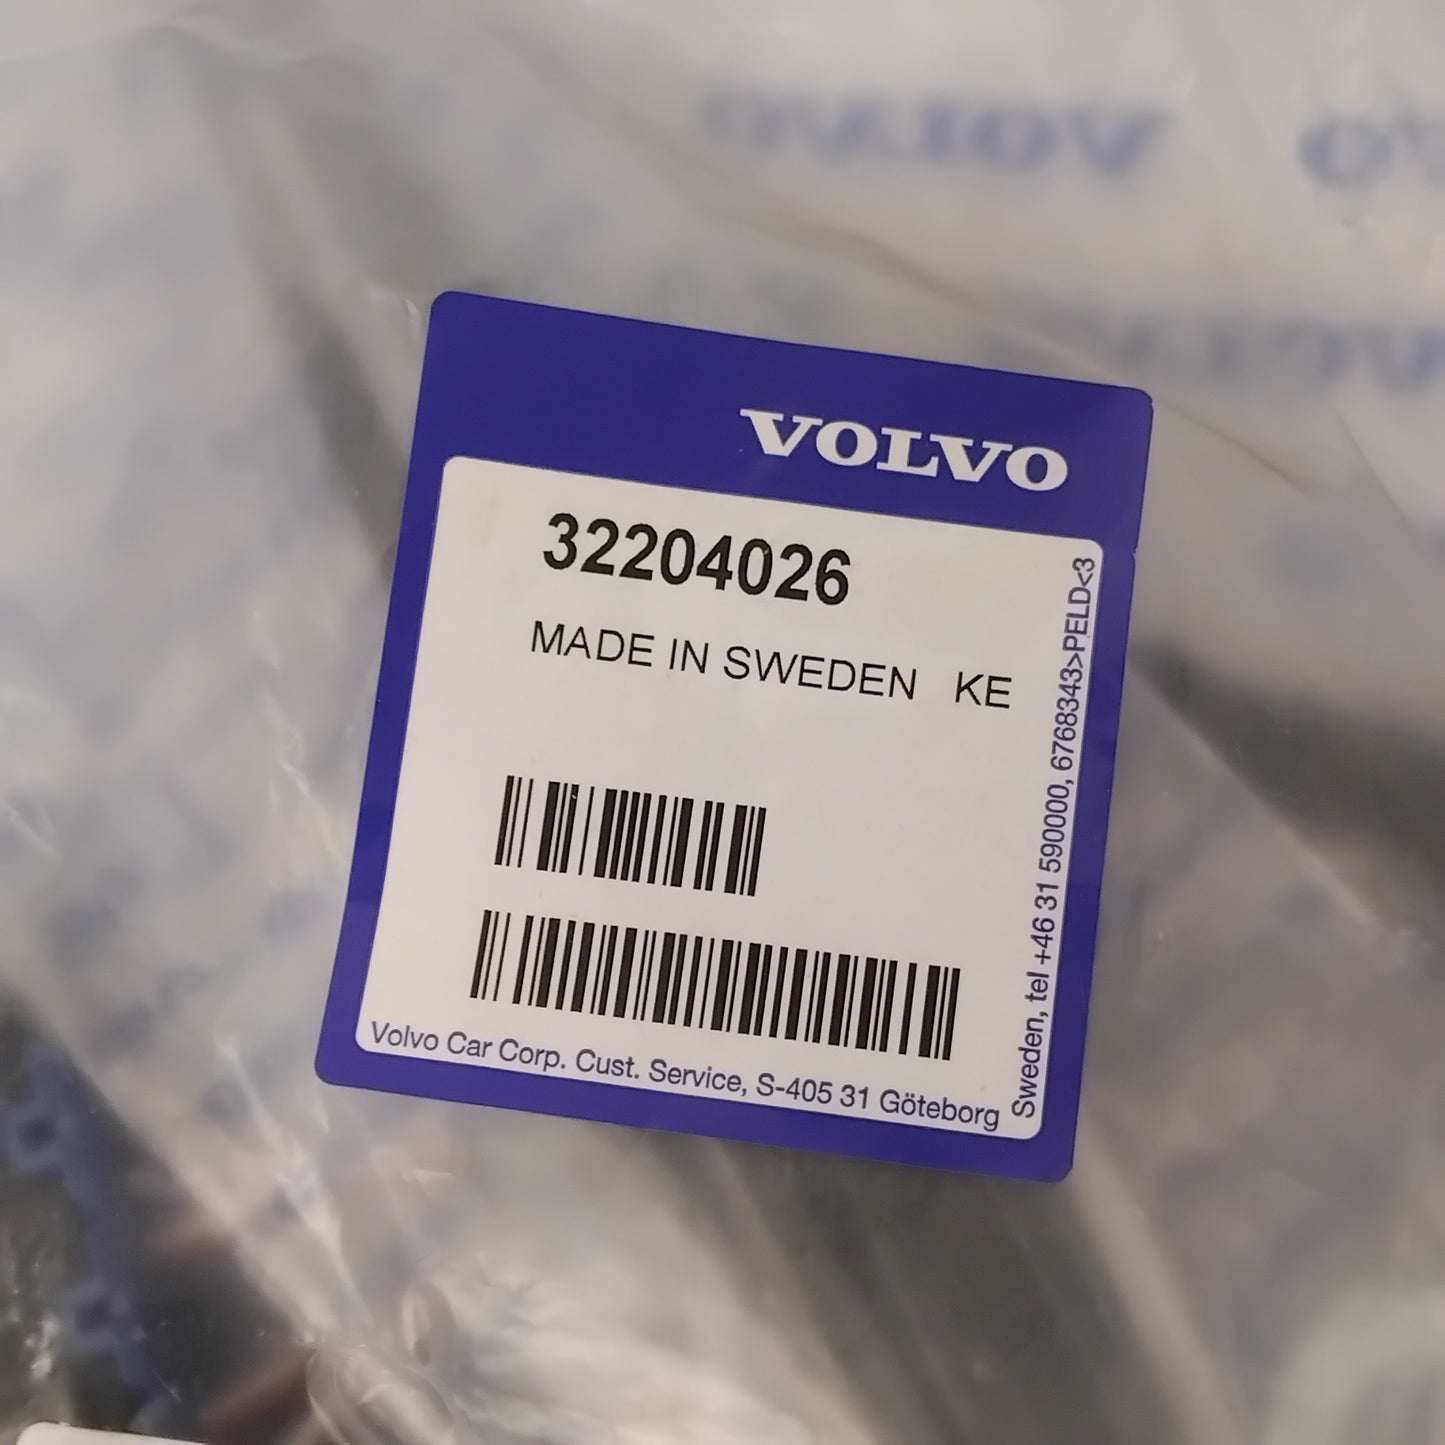 VOLVO
VOLVO
32204026
MADE IN SWEDEN KE
Volvo Car Corp. Cust. Service, S-405 31 Göteborg
Sweden, tel +46 31 590000, 6768343>PELD<3